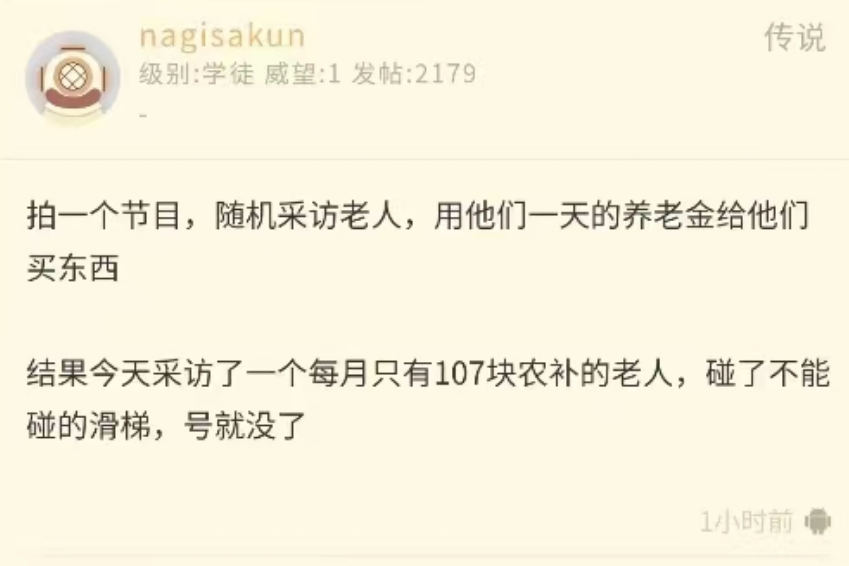 nagisakun
传说
级别:学徒 威望:1 发帖:2179
-
拍一个节目，随机采访老人，用他们一天的养老金给他们
买东西
结果今天采访了一个每月只有107块农补的老人，碰了不能
碰的滑梯，号就没了
1小时前